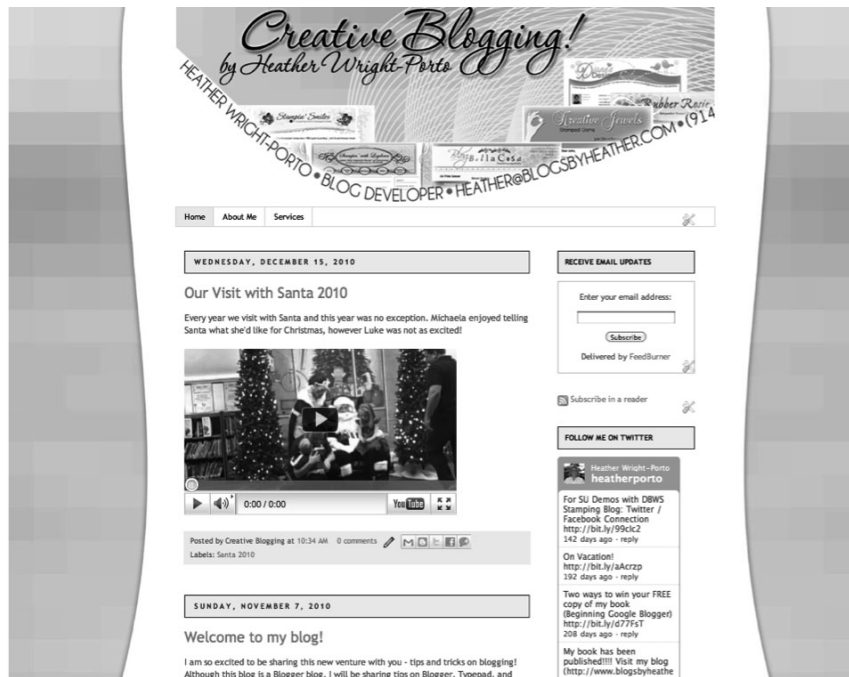 Creative Blogging!
by Heather Wright-Porto
HEATHER WRIGHT-PORTO • BLOG DEVELOPER • HEATHER@BLOGSBYHEATHER.COM • (914
Stampin' Smiles
Rubber Rosie
Kreative Jewels
Bella Casa
Home About Me Services
WEDNESDAY, DECEMBER 15, 2010
Our Visit with Santa 2010
Every year we visit with Santa and this year was no exception. Michaela enjoyed telling
Santa what she'd like for Christmas, however Luke was not as excited!
0:00 / 0:00 YouTube
Posted by Creative Blogging at 10:34 AM 0 comments
Labels: Santa 2010
SUNDAY, NOVEMBER 7, 2010
Welcome to my blog!
I am so excited to be sharing this new venture with you - tips and tricks on blogging!
Although this blog is a Blogger blog, I will be sharing tips on Blogger, Typepad, and
RECEIVE EMAIL UPDATES
Enter your email address:
Subscribe
Delivered by FeedBurner
Subscribe in a reader
FOLLOW ME ON TWITTER
Heather Wright-Porto
heatherporto
For SU Demos with DBWS
Stamping Blog: Twitter /
Facebook Connection
http://bit.ly/99clc2
142 days ago · reply
On Vacation!
http://bit.ly/aAcrzp
192 days ago · reply
Two ways to win your FREE
copy of my book
(Beginning Google Blogger)
http://bit.ly/d77FsT
208 days ago · reply
My book has been
published!!!! Visit my blog
(http://www.blogsbyheathe